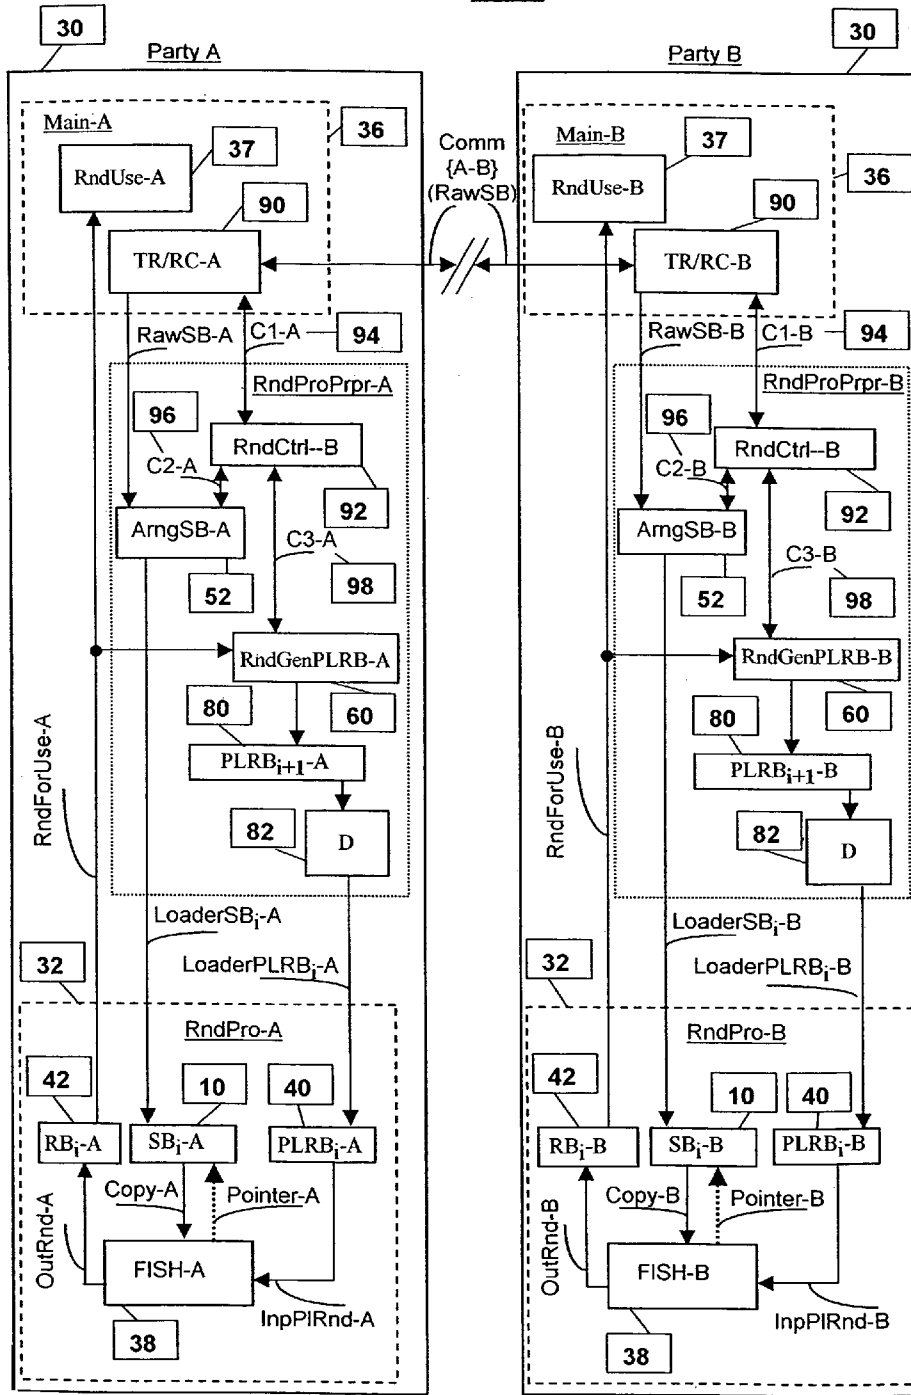 30
Party A
Main-A
36
37
RndUse-A
90
TR/RC-A
RawSB-A
C1-A
94
RndProPrpr-A
96
RndCtrl--B
C2-A
92
ArngSB-A
C3-A
52
98
RndGenPLRB-A
80
60
PLRBi+1-A
82
D
RndForUse-A
LoaderSBi-A
32
LoaderPLRBi-A
RndPro-A
42
10
40
RBi-A
SBi-A
PLRBi-A
Copy-A
Pointer-A
OutRnd-A
FISH-A
InpPlRnd-A
38
Comm
{A-B}
(RawSB)
30
Party B
Main-B
37
36
RndUse-B
90
TR/RC-B
RawSB-B
C1-B
94
RndProPrpr-B
96
RndCtrl--B
C2-B
92
ArngSB-B
C3-B
52
98
RndGenPLRB-B
80
60
PLRBi+1-B
82
D
RndForUse-B
LoaderSBi-B
32
LoaderPLRBi-B
RndPro-B
42
10
40
RBi-B
SBi-B
PLRBi-B
Copy-B
Pointer-B
OutRnd-B
FISH-B
InpPlRnd-B
38